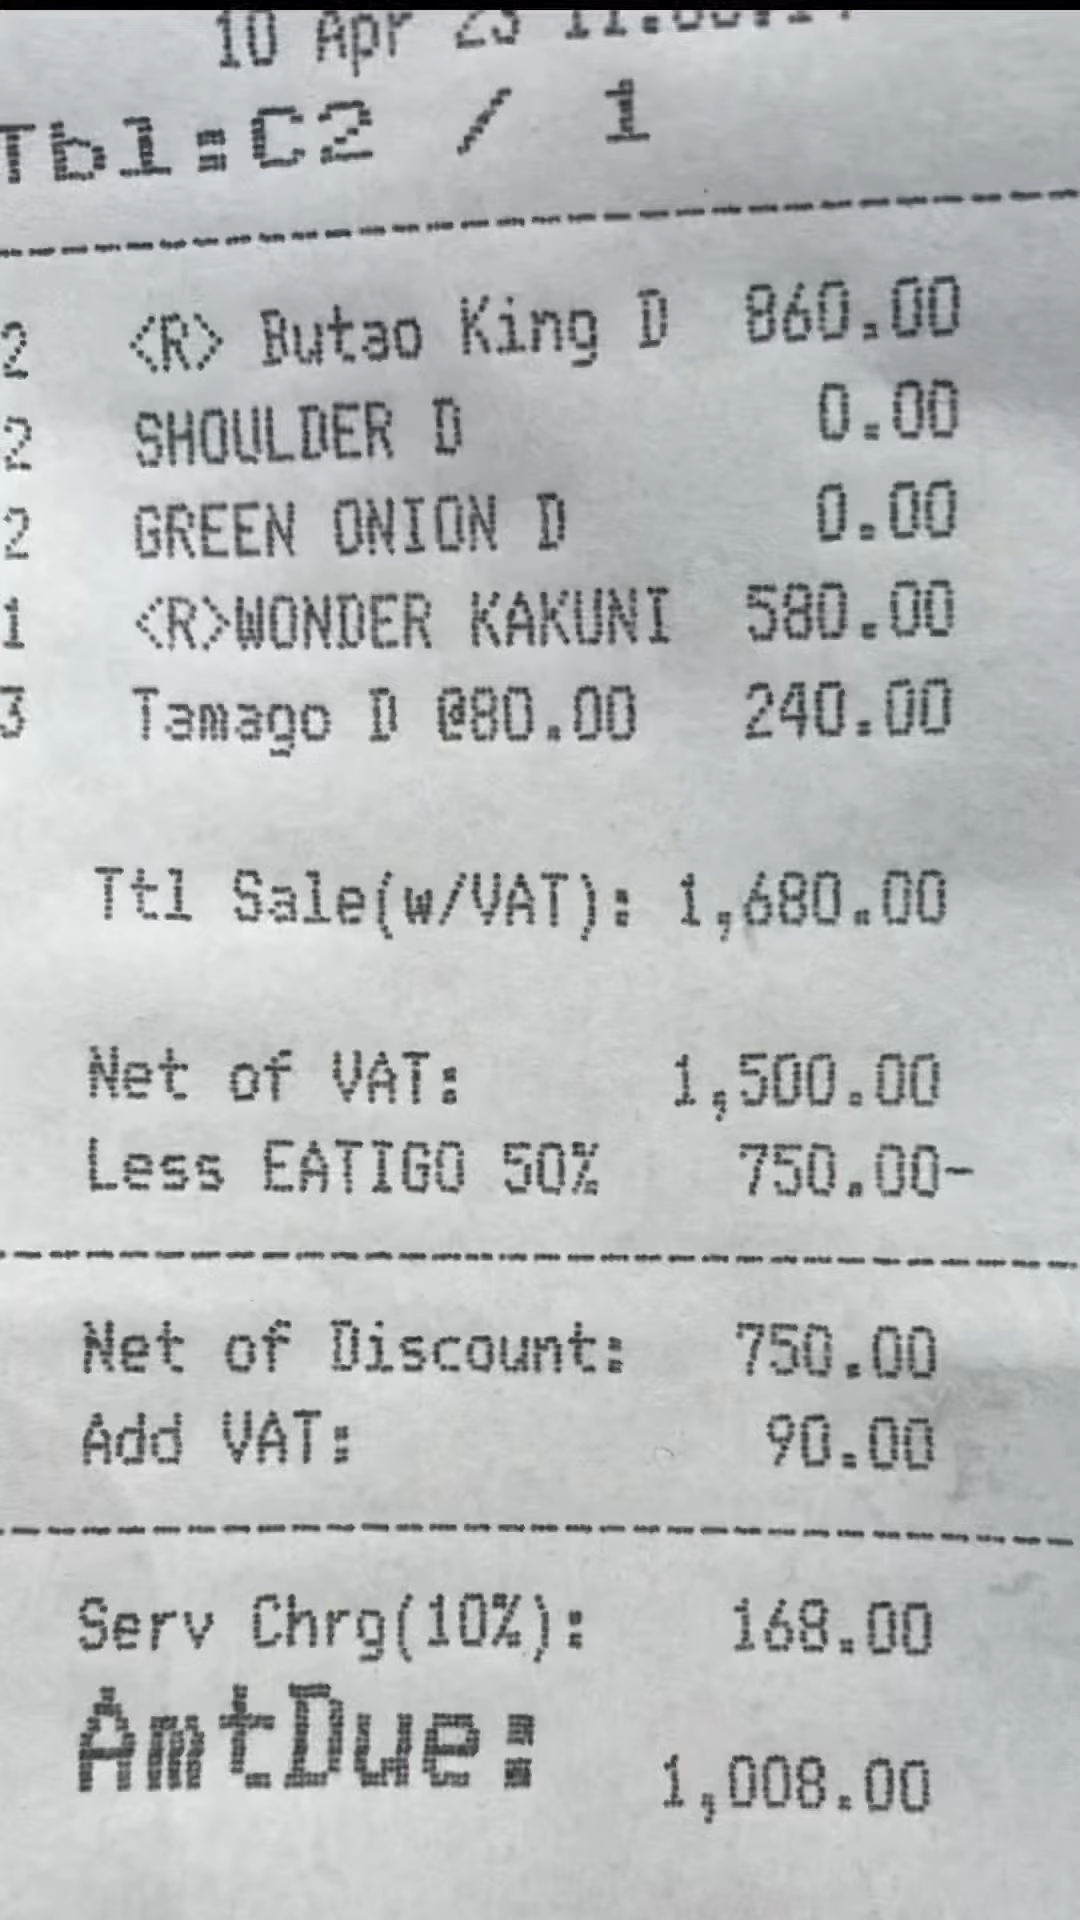 10 Apr 23
Tbl:C2 / 1
2 <R> Butao King D 860.00
2 SHOULDER D 0.00
2 GREEN ONION D 0.00
1 <R>WONDER KAKUNI 580.00
3 Tamago D @80.00 240.00
Ttl Sale(w/VAT): 1,680.00
Net of VAT: 1,500.00
Less EATIGO 50% 750.00-
Net of Discount: 750.00
Add VAT: 90.00
Serv Chrg(10%): 168.00
AmtDue: 1,008.00